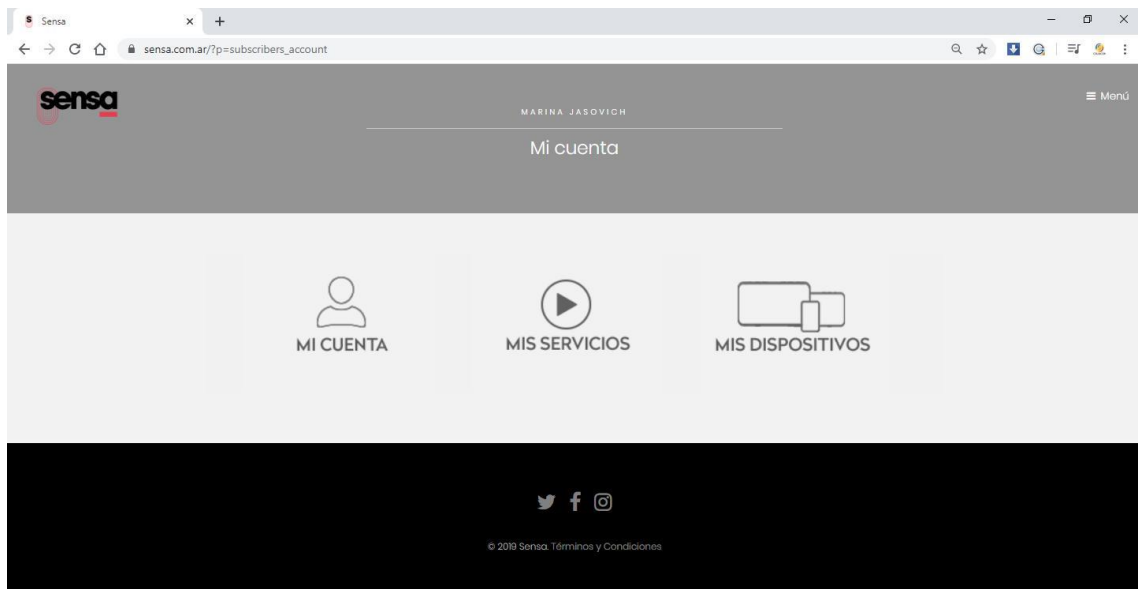 S Sensa
sensa.com.ar/?p=subscribers_account
sensa
Menú
MARINA JASOVICH
Mi cuenta
MI CUENTA
MIS SERVICIOS
MIS DISPOSITIVOS
© 2019 Sensa. Términos y Condiciones